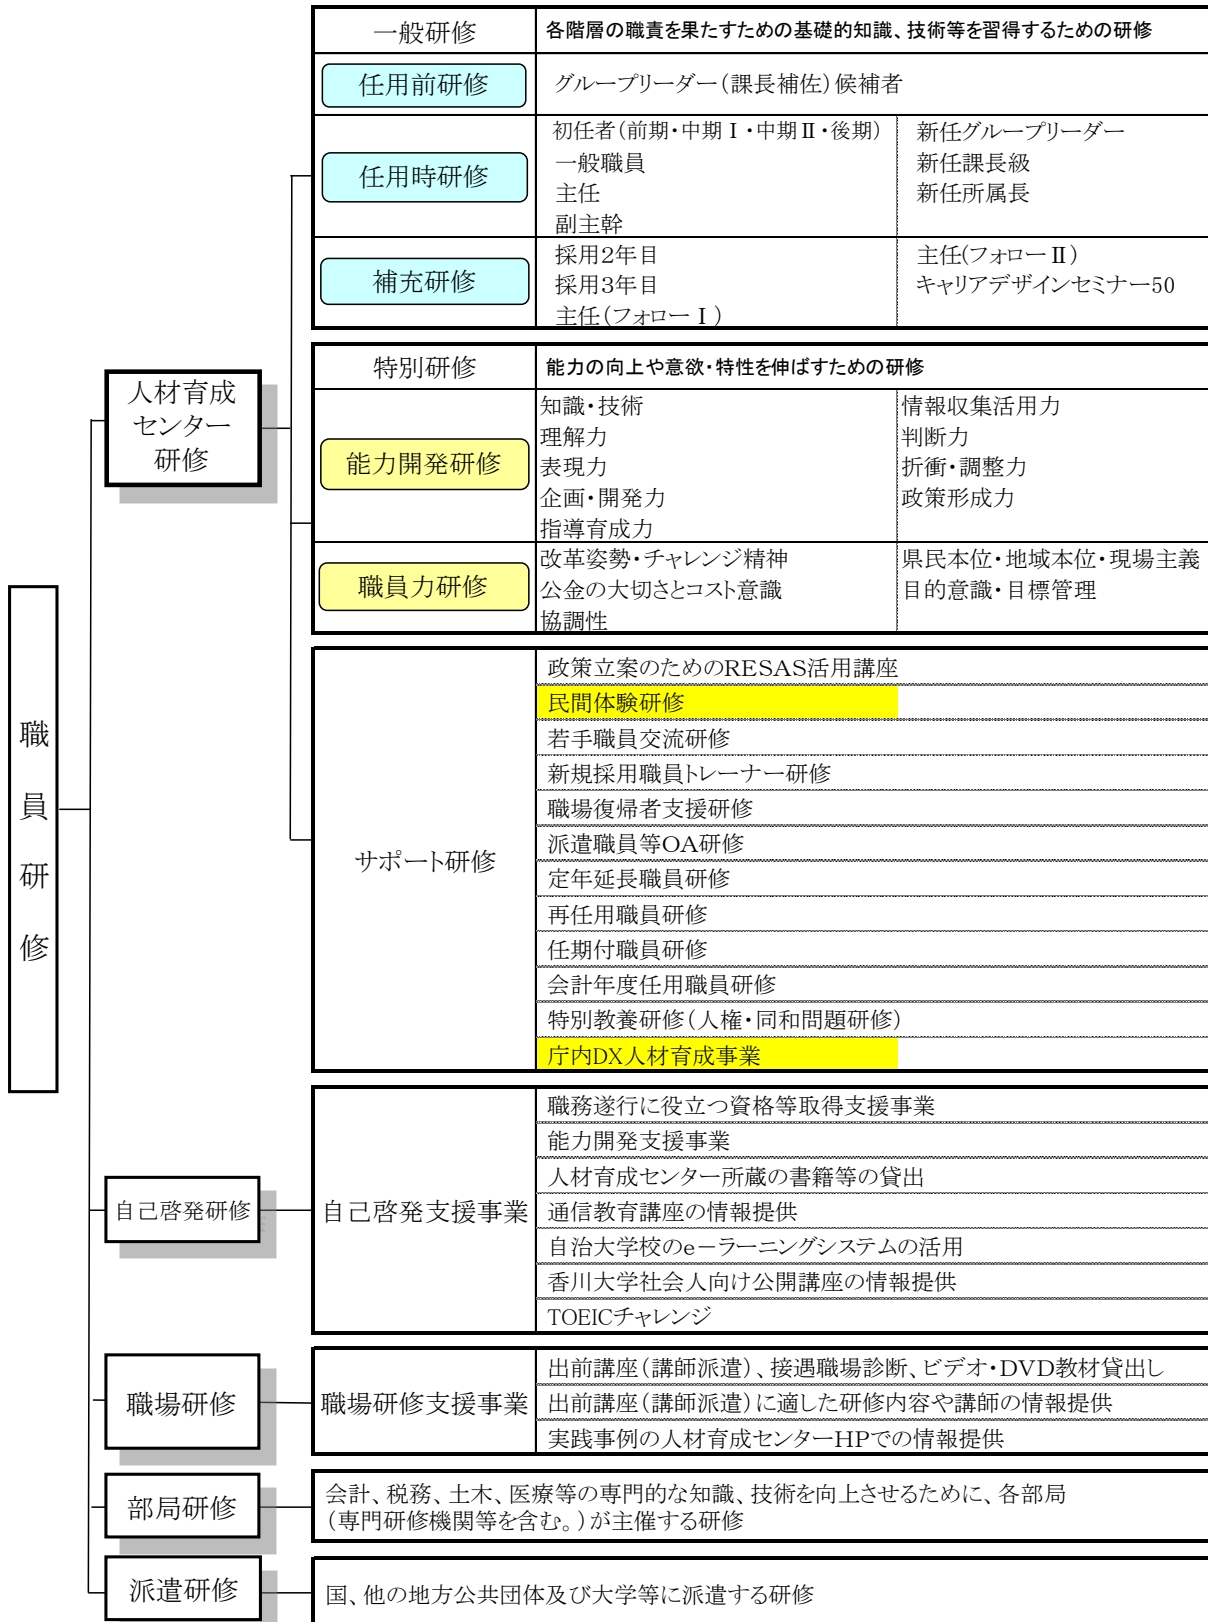 職員研修
人材育成
センター
研修
一般研修
各階層の職責を果たすための基礎的知識、技術等を習得するための研修
任用前研修
グループリーダー(課長補佐)候補者
任用時研修
初任者(前期・中期Ⅰ・中期Ⅱ・後期)
一般職員
主任
副主幹
新任グループリーダー
新任課長級
新任所属長
補充研修
採用2年目
採用3年目
主任(フォローⅠ)
主任(フォローⅡ)
キャリアデザインセミナー50
特別研修
能力の向上や意欲・特性を伸ばすための研修
能力開発研修
知識・技術
理解力
表現力
企画・開発力
指導育成力
情報収集活用力
判断力
折衝・調整力
政策形成力
職員力研修
改革姿勢・チャレンジ精神
公金の大切さとコスト意識
協調性
県民本位・地域本位・現場主義
目的意識・目標管理
サポート研修
政策立案のためのRESAS活用講座
民間体験研修
若手職員交流研修
新規採用職員トレーナー研修
職場復帰者支援研修
派遣職員等OA研修
定年延長職員研修
再任用職員研修
任期付職員研修
会計年度任用職員研修
特別教養研修(人権・同和問題研修)
庁内DX人材育成事業
自己啓発研修
自己啓発支援事業
職務遂行に役立つ資格等取得支援事業
能力開発支援事業
人材育成センター所蔵の書籍等の貸出
通信教育講座の情報提供
自治大学校のe-ラーニングシステムの活用
香川大学社会人向け公開講座の情報提供
TOEICチャレンジ
職場研修
職場研修支援事業
出前講座(講師派遣)、接遇職場診断、ビデオ・DVD教材貸出し
出前講座(講師派遣)に適した研修内容や講師の情報提供
実践事例の人材育成センターHPでの情報提供
部局研修
会計、税務、土木、医療等の専門的な知識、技術を向上させるために、各部局
(専門研修機関等を含む。)が主催する研修
派遣研修
国、他の地方公共団体及び大学等に派遣する研修